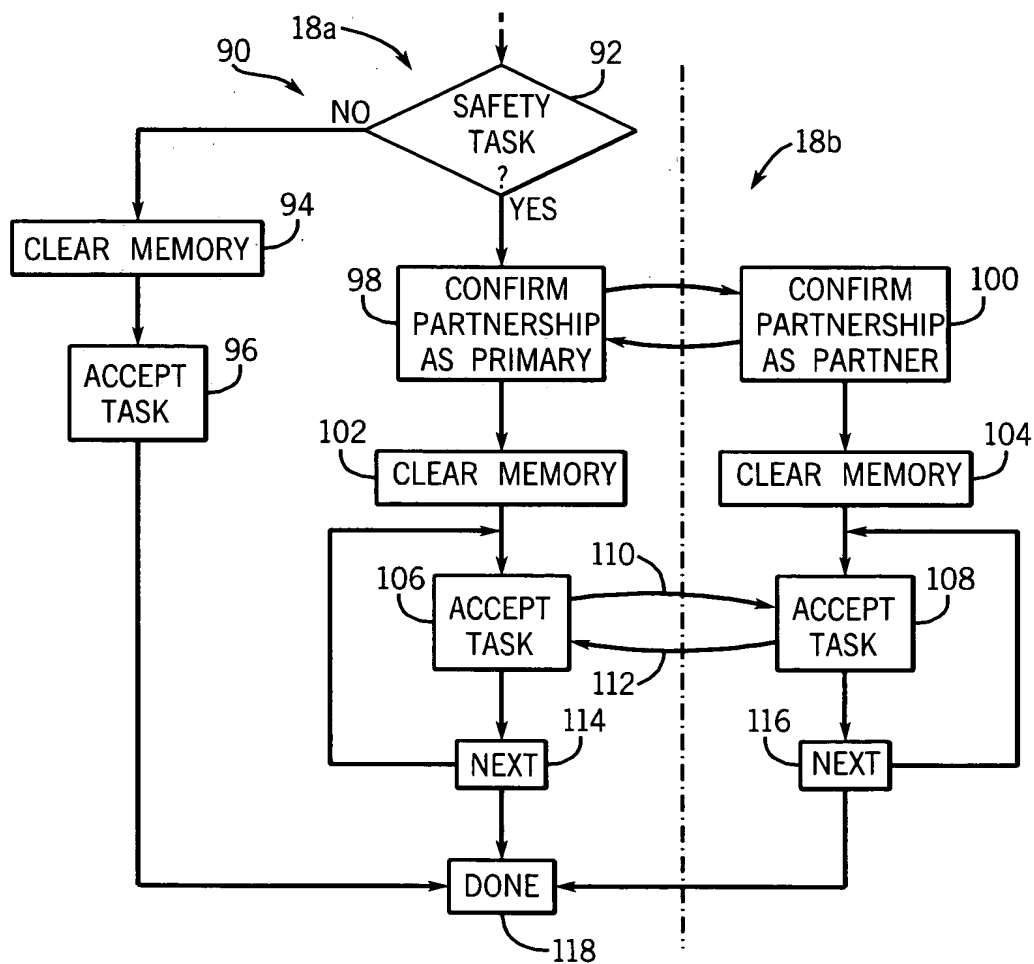 18a
90
92
NO
SAFETY
TASK
?
YES
18b
CLEAR MEMORY
94
98
CONFIRM
PARTNERSHIP
AS PRIMARY
CONFIRM
PARTNERSHIP
AS PARTNER
100
ACCEPT
TASK
96
102
CLEAR MEMORY
CLEAR MEMORY
104
106
ACCEPT
TASK
110
112
ACCEPT
TASK
108
NEXT
114
116
NEXT
DONE
118